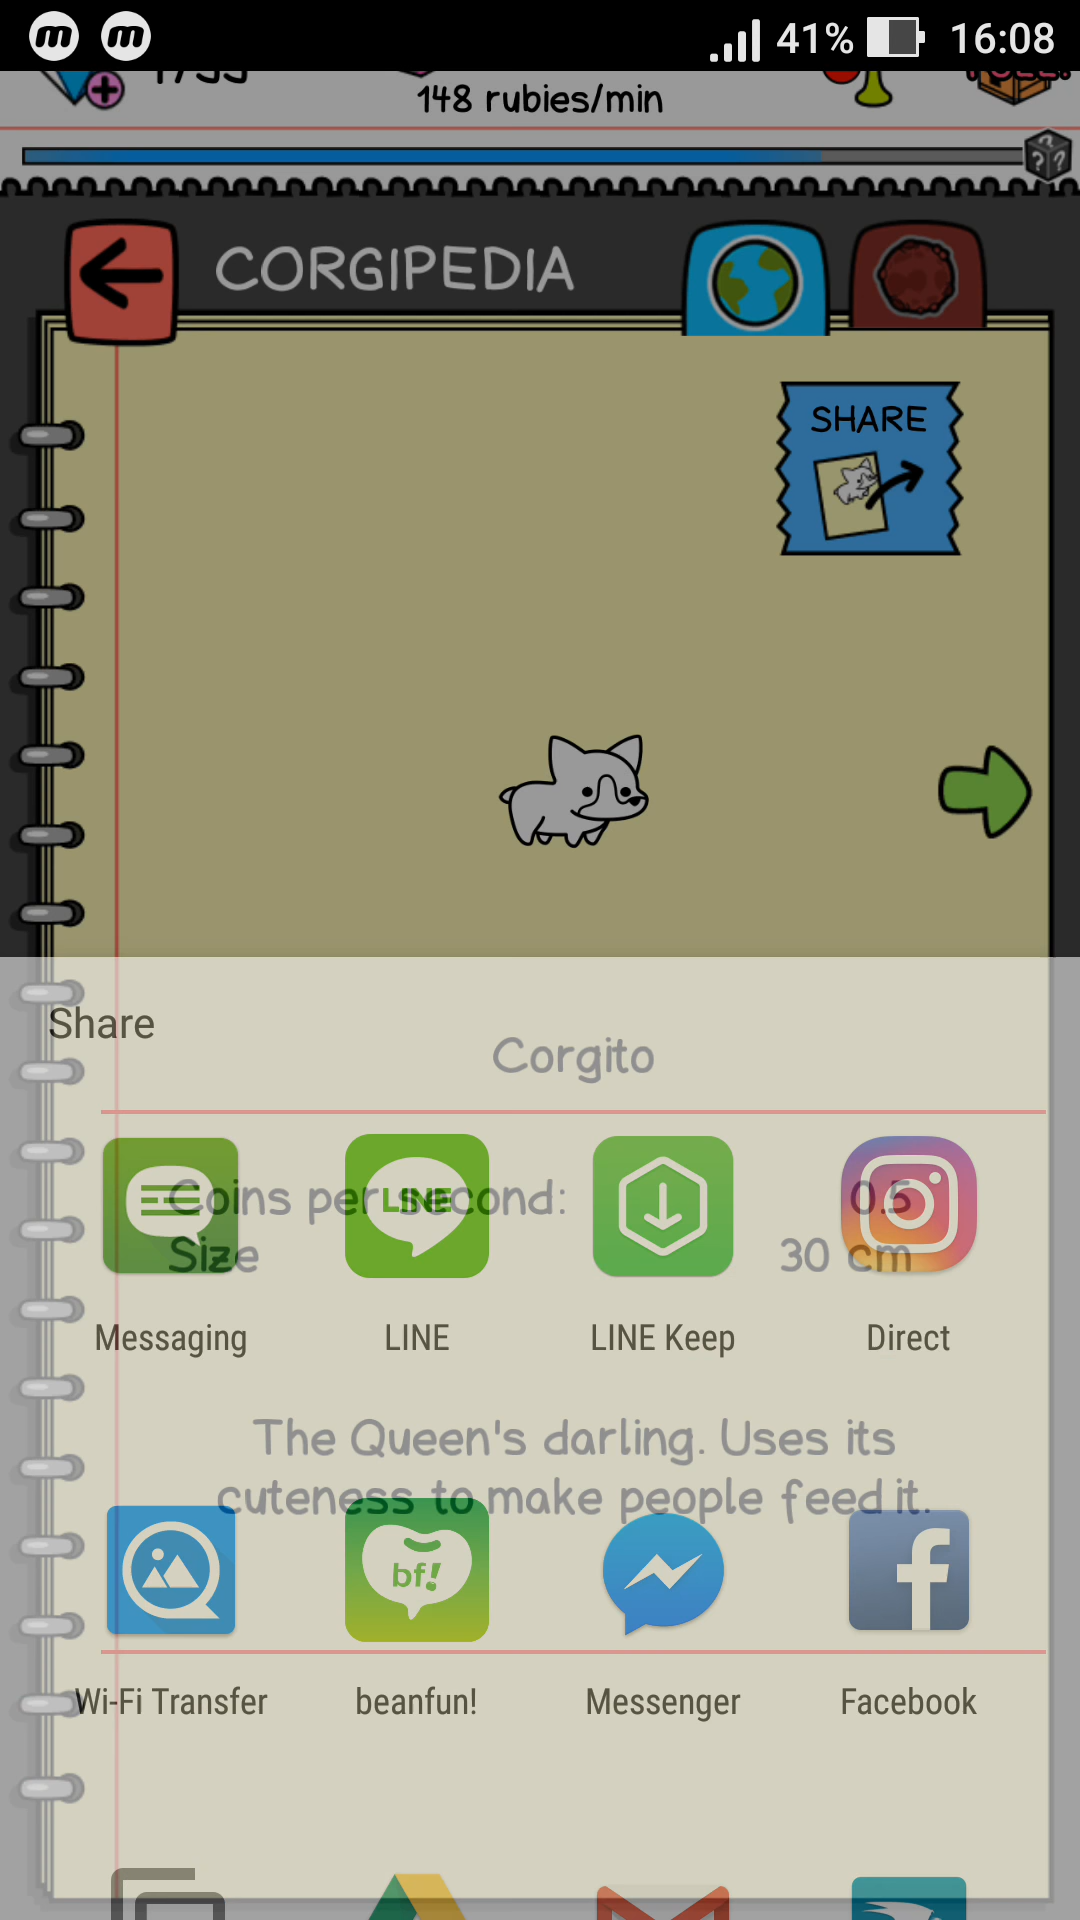 41% 16:08
148 rubies/min
CORGIPEDIA
SHARE
Share
Corgito
Coins per second: 0.5
Size 30 cm
LINE
Messaging LINE LINE Keep Direct
The Queen's darling. Uses its
cuteness to make people feed it.
bf!
Wi-Fi Transfer beanfun! Messenger Facebook